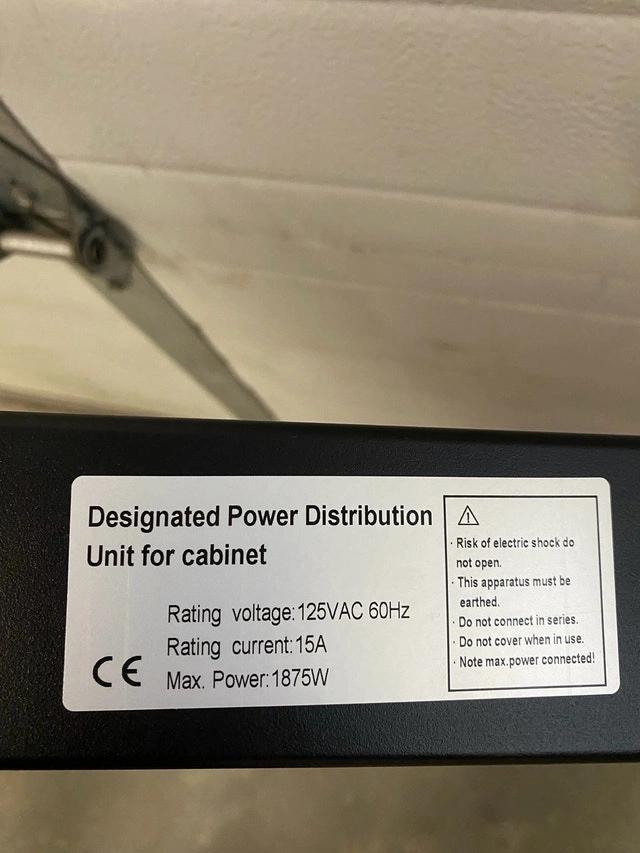 Designated Power Distribution
Unit for cabinet
Rating voltage:125VAC 60Hz
Rating current:15A
Max. Power:1875W
CE
· Risk of electric shock do
not open.
· This apparatus must be
earthed.
· Do not connect in series.
· Do not cover when in use.
· Note max.power connected!